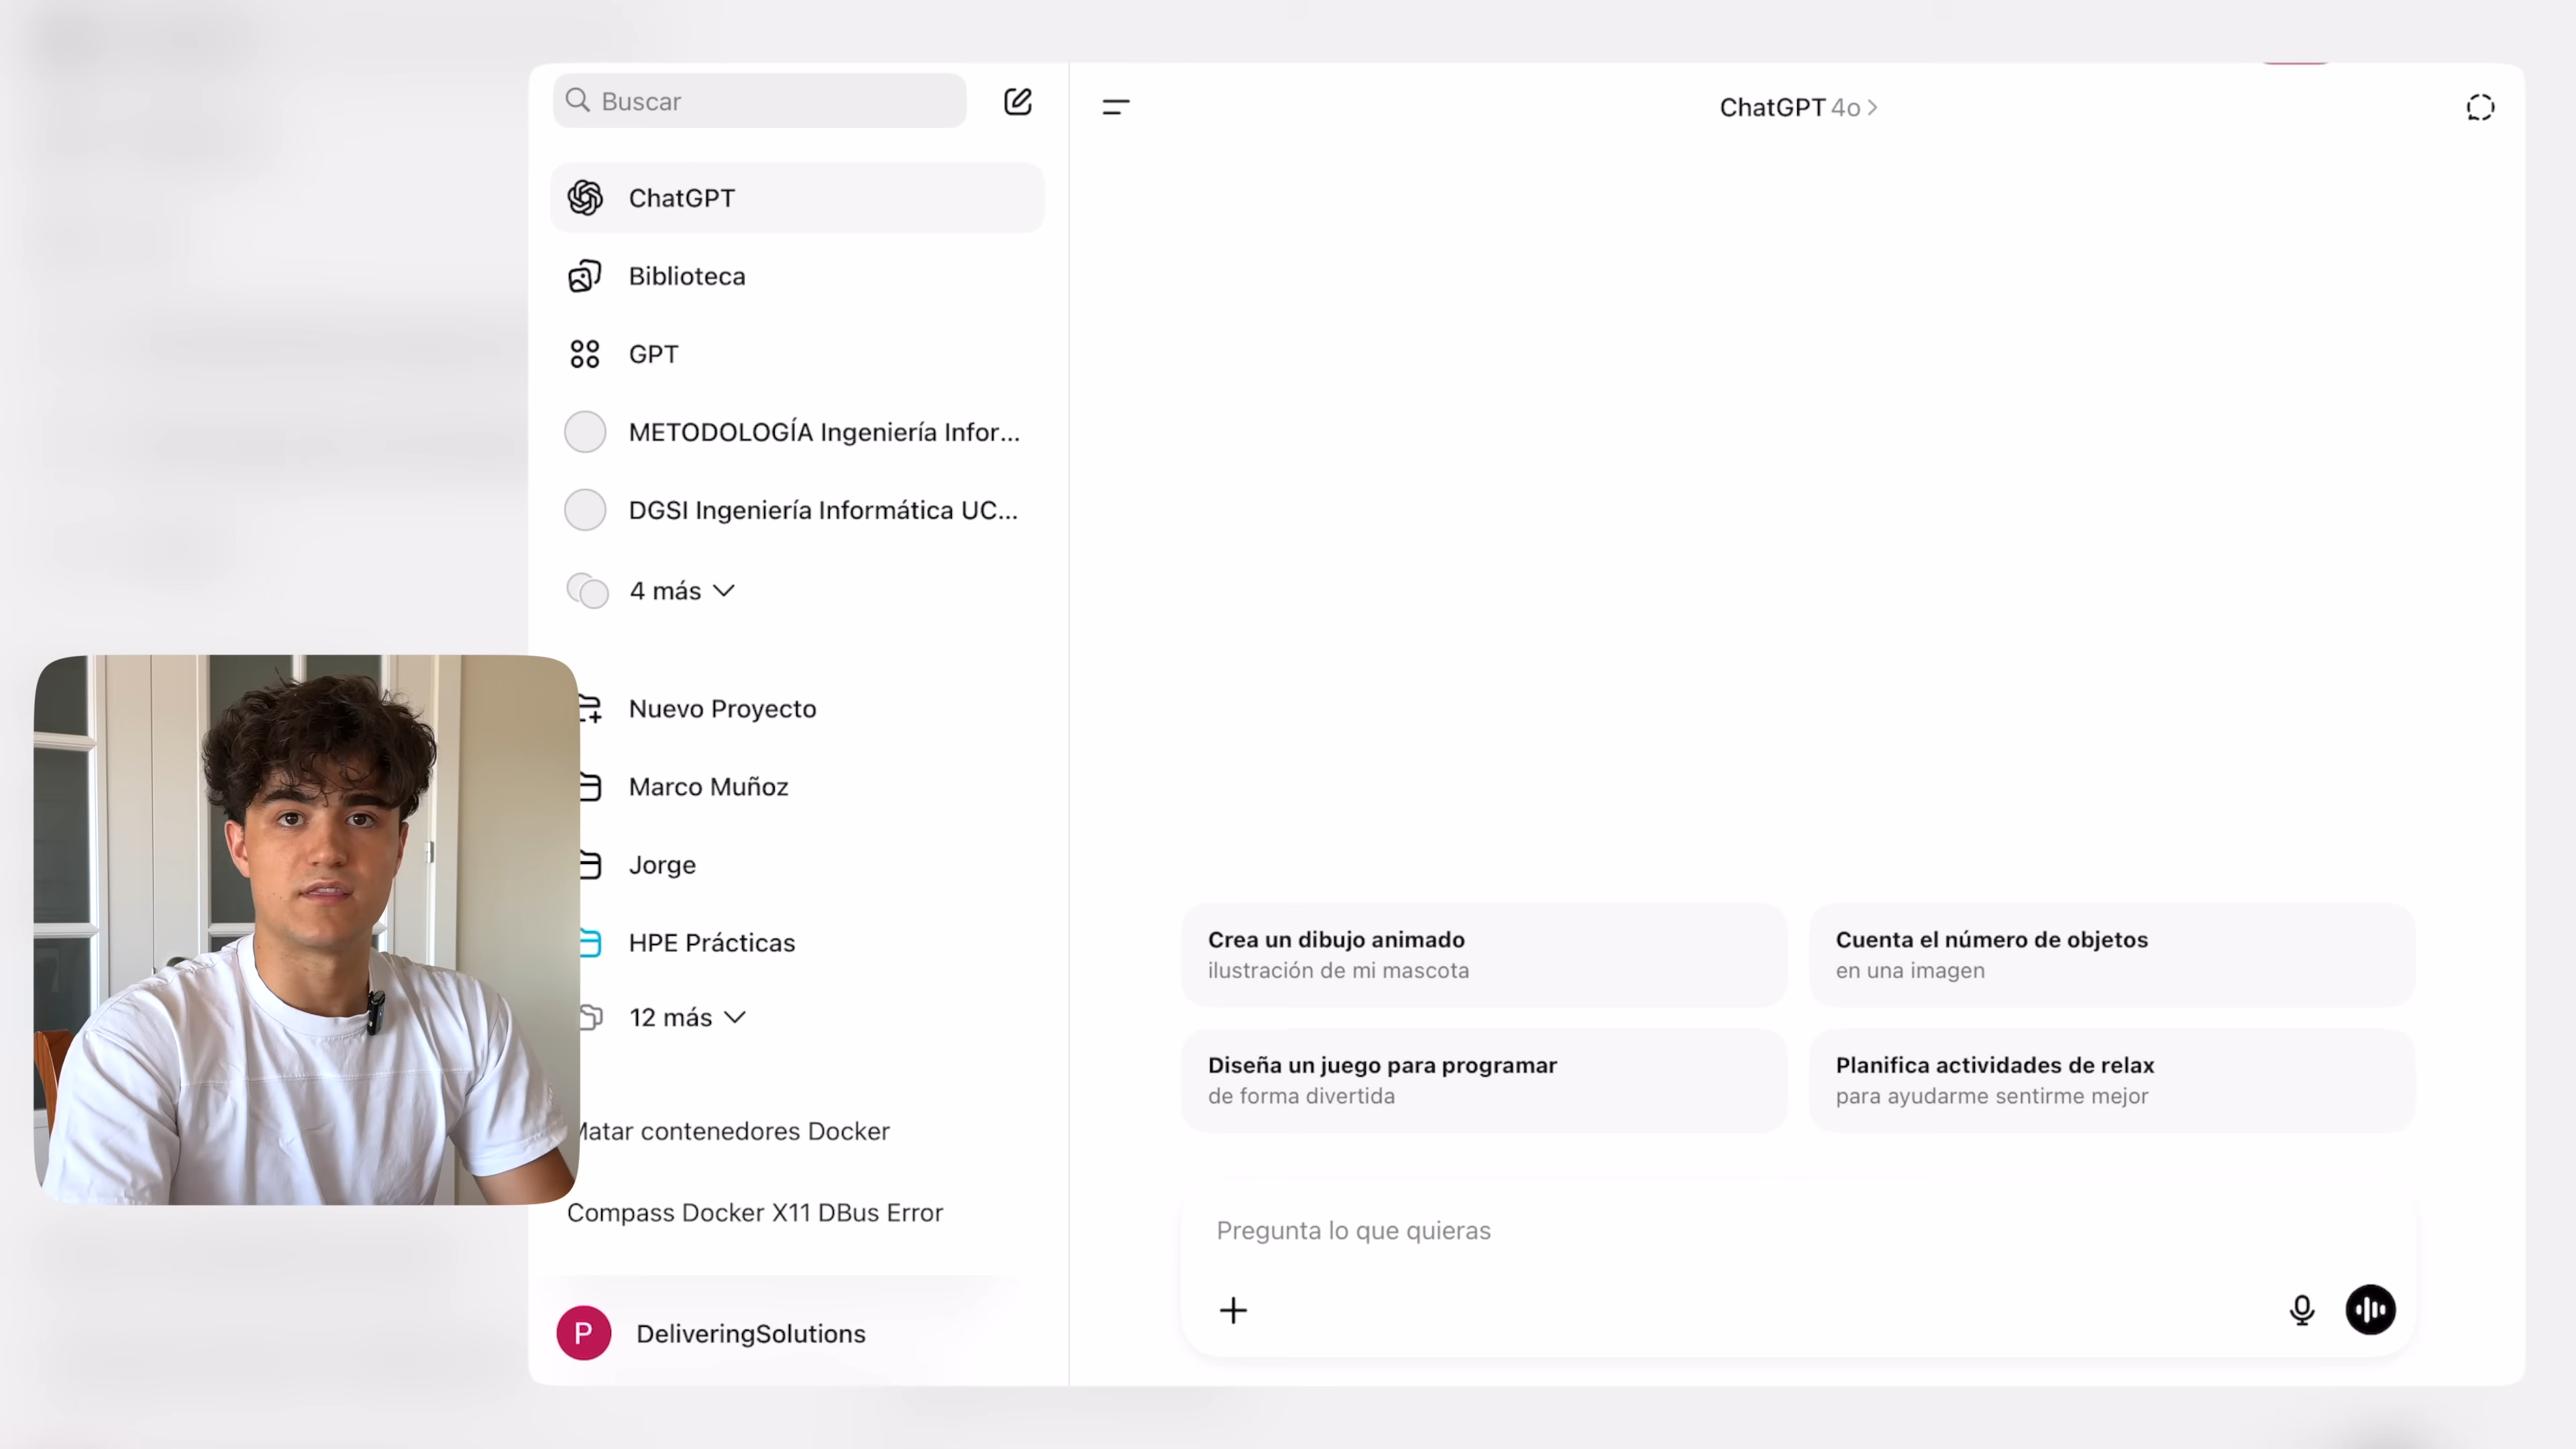 Buscar
ChatGPT
Biblioteca
GPT
METODOLOGÍA Ingeniería Infor...
DGSI Ingeniería Informática UC...
4 más
Nuevo Proyecto
Marco Muñoz
Jorge
HPE Prácticas
12 más
Matar contenedores Docker
Compass Docker X11 DBus Error
P DeliveringSolutions
ChatGPT 4o
Crea un dibujo animado
ilustración de mi mascota
Cuenta el número de objetos
en una imagen
Diseña un juego para programar
de forma divertida
Planifica actividades de relax
para ayudarme sentirme mejor
Pregunta lo que quieras